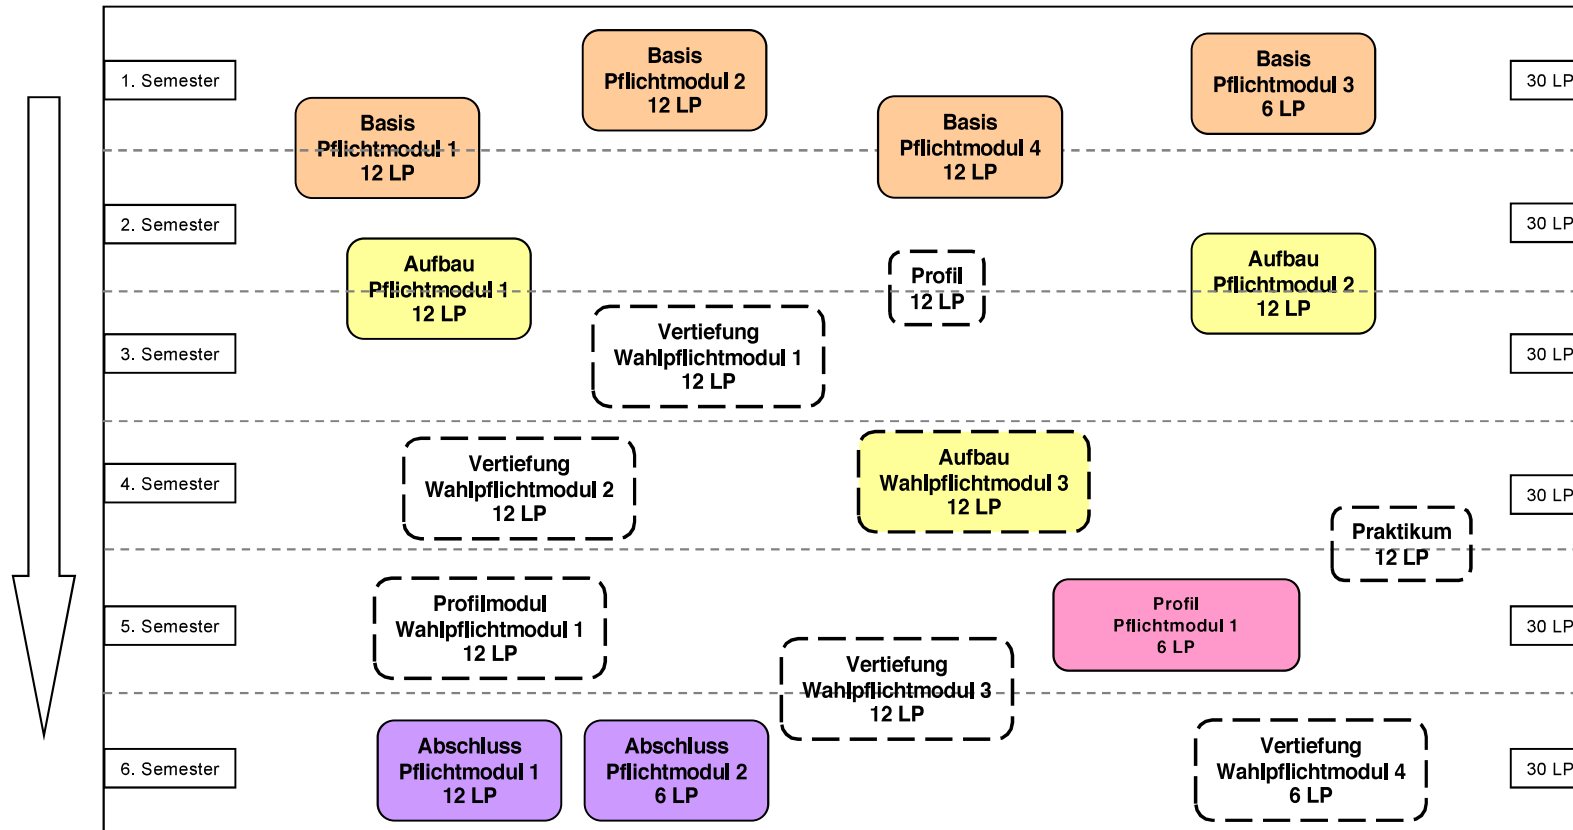 1. Semester
Basis
Pflichtmodul 2
12 LP
Basis
Pflichtmodul 3
6 LP
30 LP
Basis
Pflichtmodul 1
12 LP
Basis
Pflichtmodul 4
12 LP
2. Semester
30 LP
Aufbau
Pflichtmodul 1
12 LP
Profil
12 LP
Aufbau
Pflichtmodul 2
12 LP
3. Semester
Vertiefung
Wahlpflichtmodul 1
12 LP
30 LP
4. Semester
Vertiefung
Wahlpflichtmodul 2
12 LP
Aufbau
Wahlpflichtmodul 3
12 LP
30 LP
Praktikum
12 LP
5. Semester
Profilmodul
Wahlpflichtmodul 1
12 LP
Profil
Pflichtmodul 1
6 LP
30 LP
Vertiefung
Wahlpflichtmodul 3
12 LP
6. Semester
Abschluss
Pflichtmodul 1
12 LP
Abschluss
Pflichtmodul 2
6 LP
Vertiefung
Wahlpflichtmodul 4
6 LP
30 LP